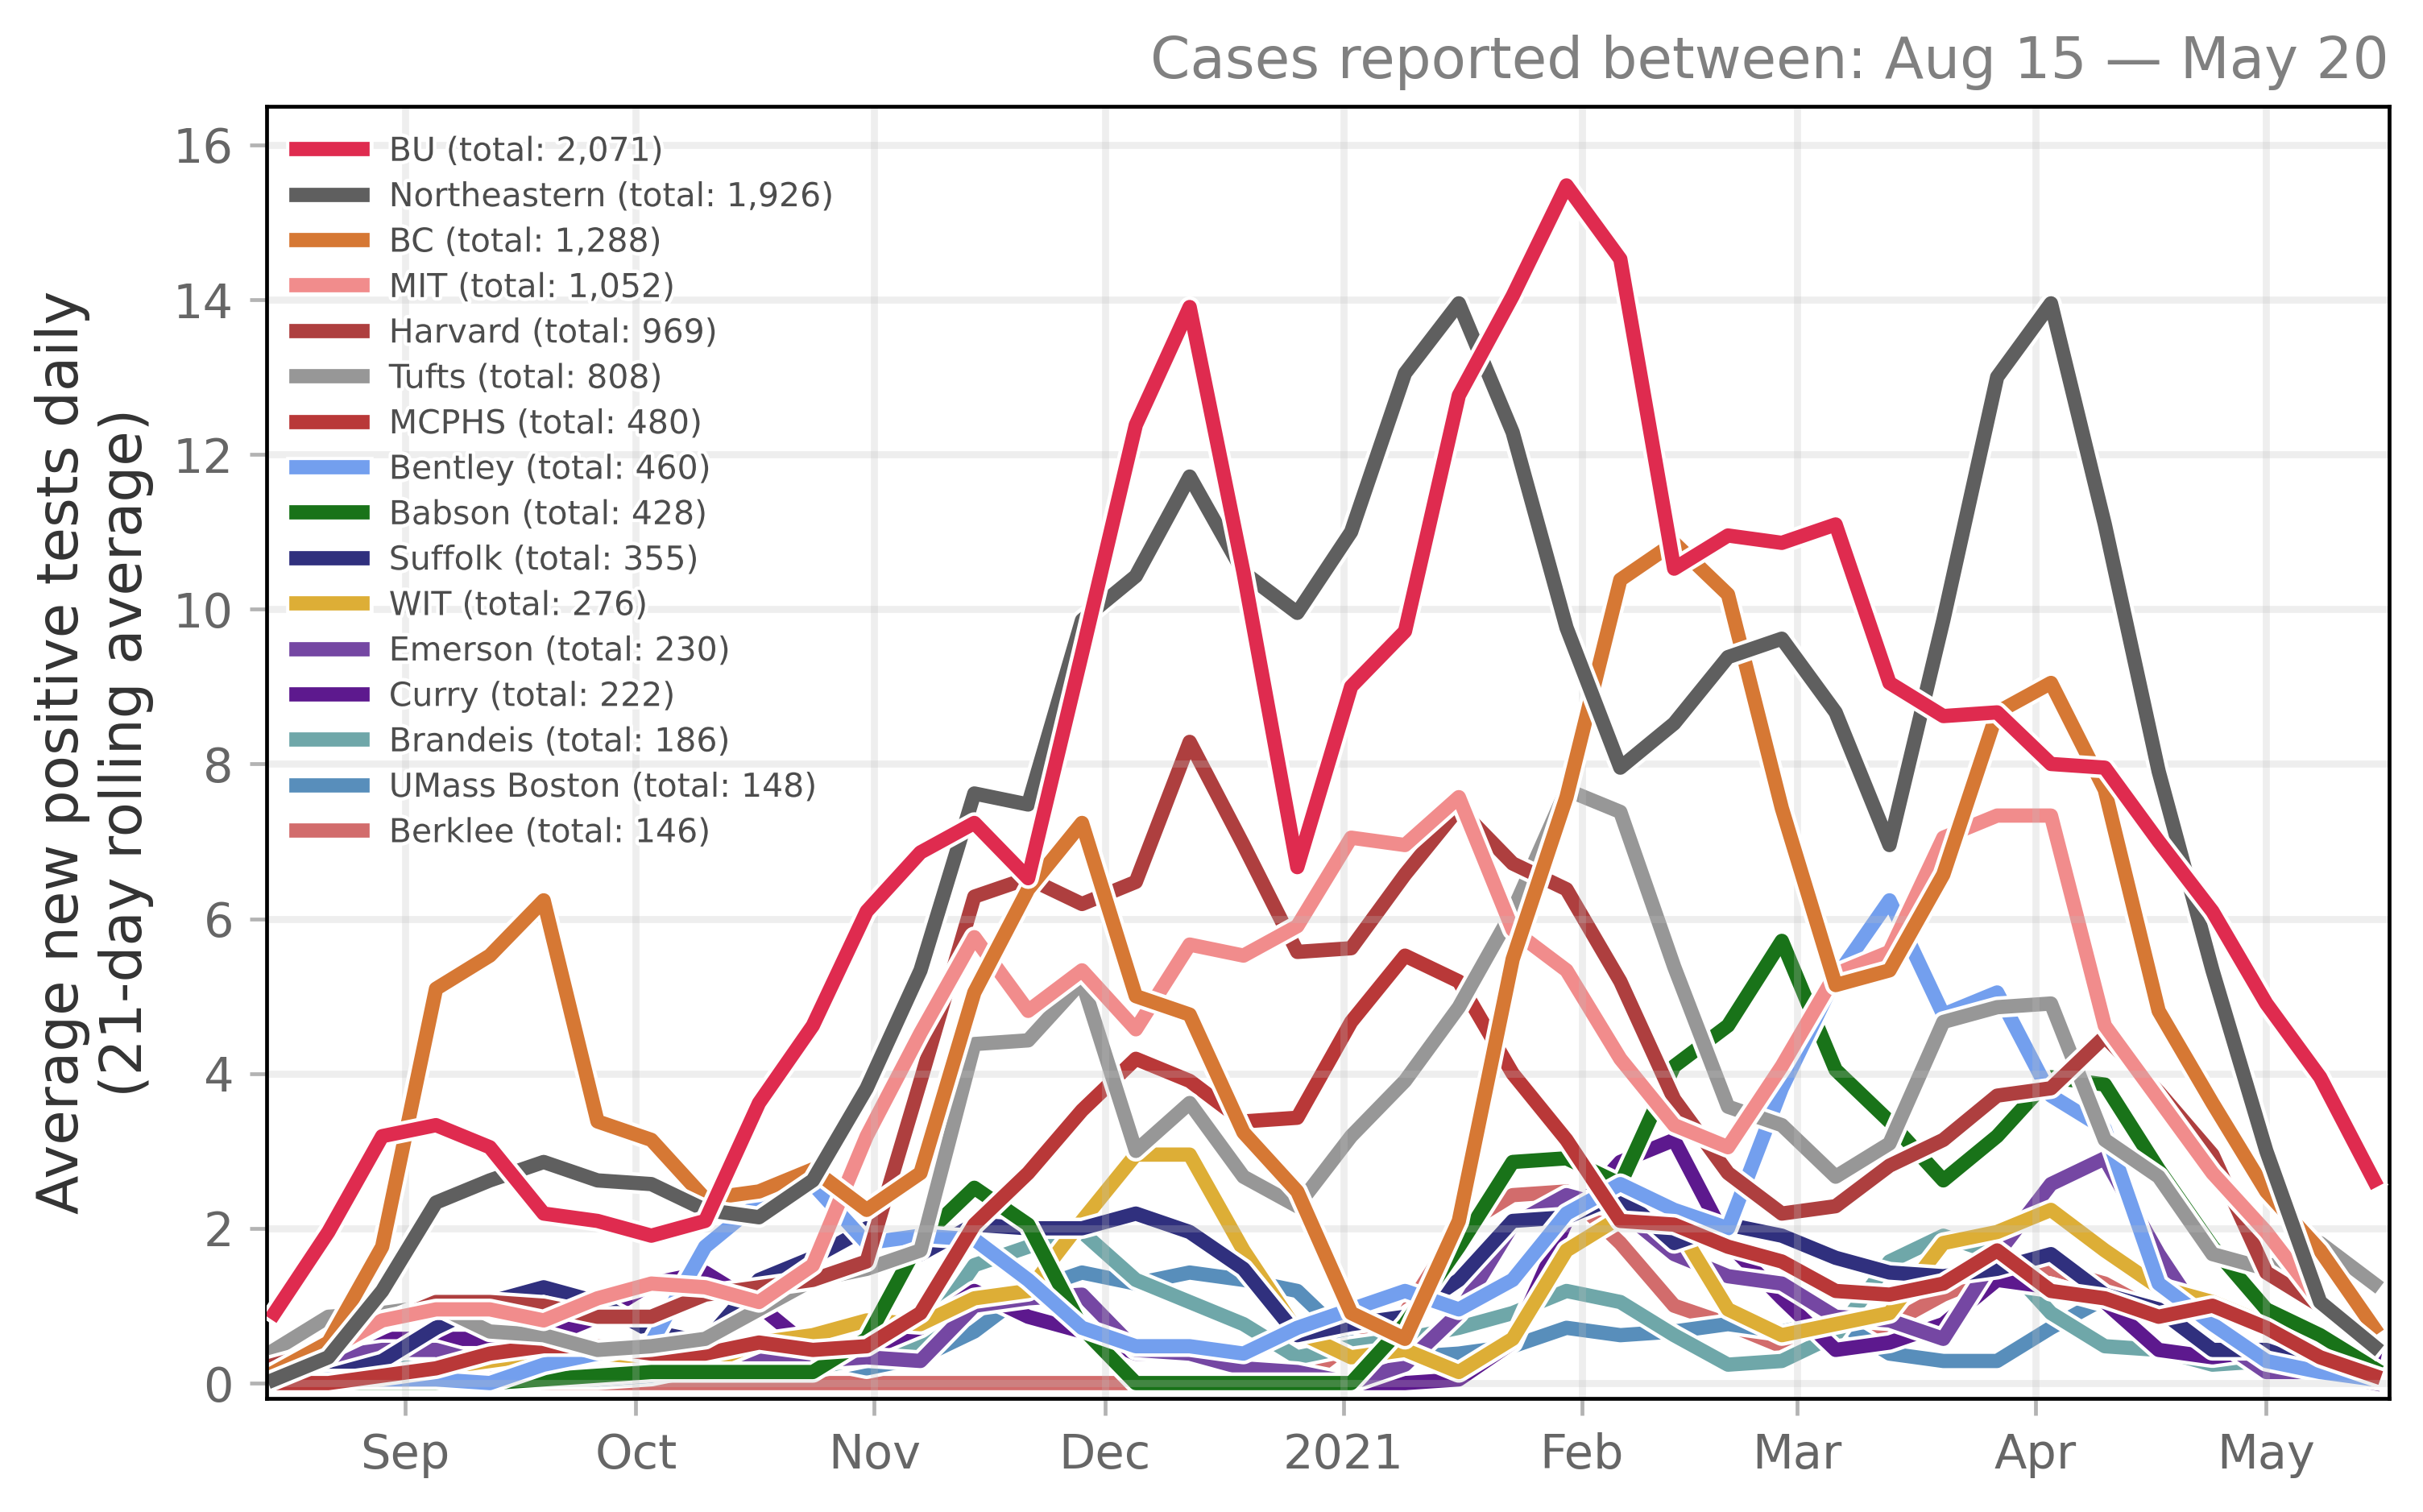 Cases reported between: Aug 15 — May 20
Average new positive tests daily
(21-day rolling average)
16
14
12
10
8
6
4
2
0
BU (total: 2,071)
Northeastern (total: 1,926)
BC (total: 1,288)
MIT (total: 1,052)
Harvard (total: 969)
Tufts (total: 808)
MCPHS (total: 480)
Bentley (total: 460)
Babson (total: 428)
Suffolk (total: 355)
WIT (total: 276)
Emerson (total: 230)
Curry (total: 222)
Brandeis (total: 186)
UMass Boston (total: 148)
Berklee (total: 146)
Sep Oct Nov Dec 2021 Feb Mar Apr May